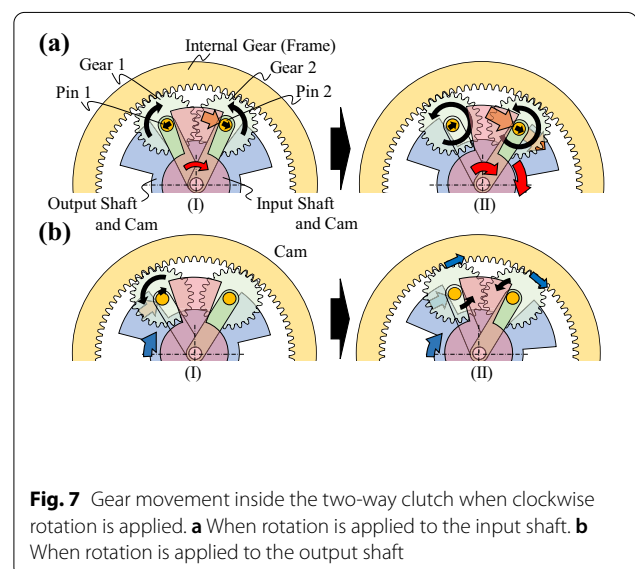 (a)
Internal Gear (Frame)
Gear 1
Gear 2
Pin 1
Pin 2
Output Shaft
and Cam
(I)
Input Shaft
and Cam
(II)
(b)
Cam
(I)
(II)
Fig. 7 Gear movement inside the two-way clutch when clockwise
rotation is applied. a When rotation is applied to the input shaft. b
When rotation is applied to the output shaft